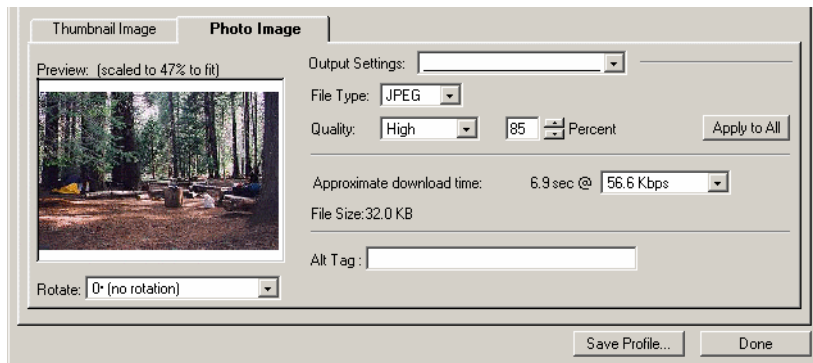 Thumbnail Image
Photo Image
Preview: (scaled to 47% to fit)
Output Settings:
File Type: JPEG
Quality: High 85 Percent Apply to All
Approximate download time: 6.9 sec @ 56.6 Kbps
File Size:32.0 KB
Alt Tag :
Rotate: 0° (no rotation)
Save Profile... Done